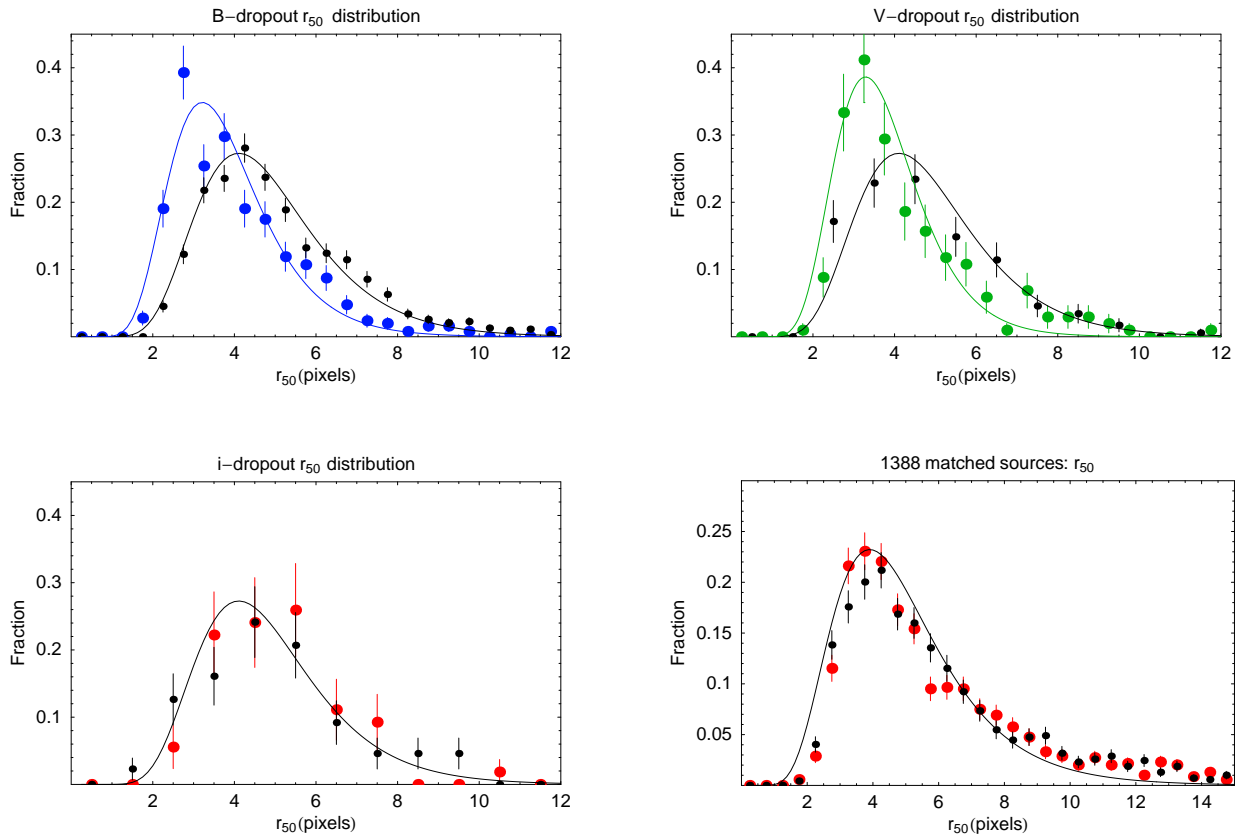 B−dropout r50 distribution
0.4
0.3
0.2
0.1
Fraction
2 4 6 8 10 12
r50(pixels)
V−dropout r50 distribution
0.4
0.3
0.2
0.1
Fraction
2 4 6 8 10 12
r50(pixels)
i−dropout r50 distribution
0.4
0.3
0.2
0.1
Fraction
2 4 6 8 10 12
r50(pixels)
1388 matched sources: r50
0.25
0.2
0.15
0.1
0.05
Fraction
2 4 6 8 10 12 14
r50(pixels)